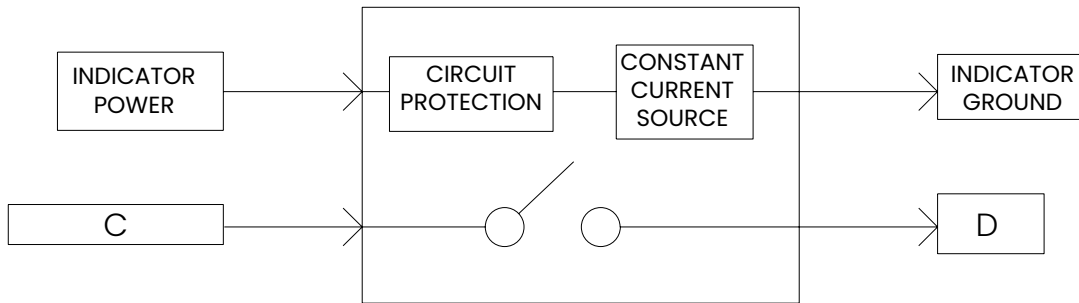 INDICATOR
POWER
CIRCUIT
PROTECTION
CONSTANT
CURRENT
SOURCE
INDICATOR
GROUND
C
D